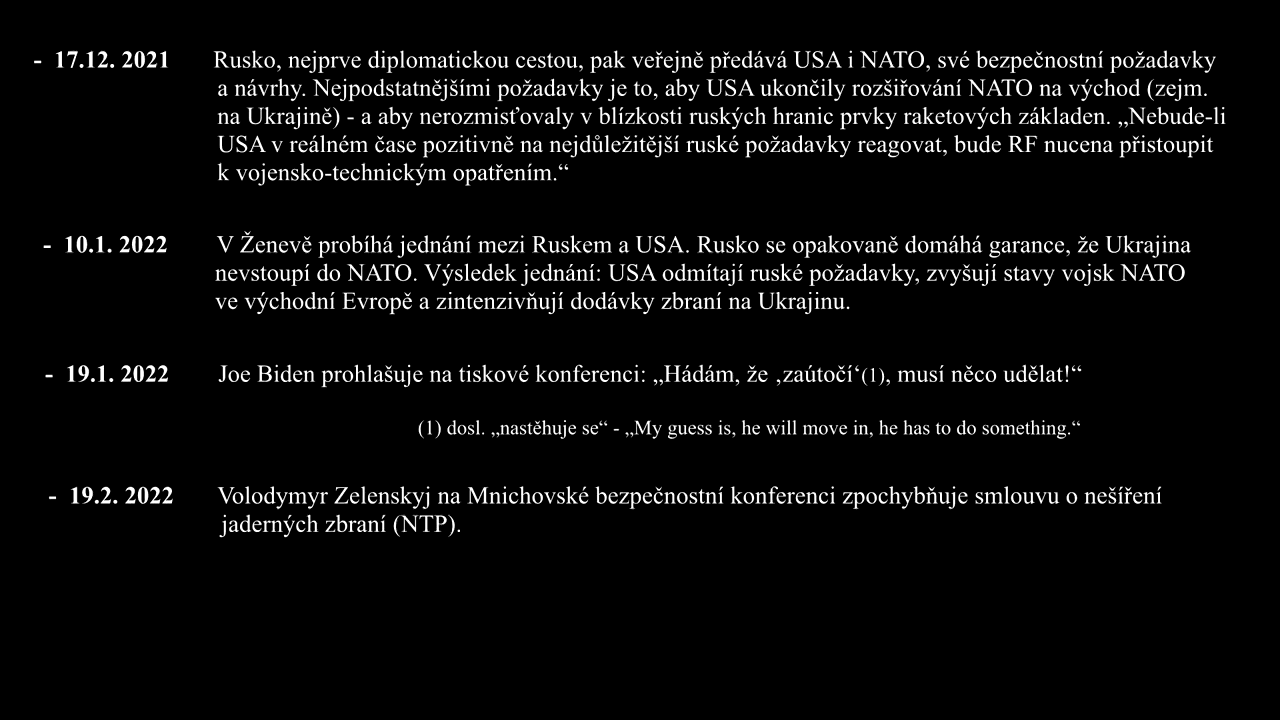 - 17.12. 2021 Rusko, nejprve diplomatickou cestou, pak veřejně předává USA i NATO, své bezpečnostní požadavky
a návrhy. Nejpodstatnějšími požadavky je to, aby USA ukončily rozšiřování NATO na východ (zejm.
na Ukrajině) - a aby nerozmisťovaly v blízkosti ruských hranic prvky raketových základen. „Nebude-li
USA v reálném čase pozitivně na nejdůležitější ruské požadavky reagovat, bude RF nucena přistoupit
k vojensko-technickým opatřením.“
- 10.1. 2022 V Ženevě probíhá jednání mezi Ruskem a USA. Rusko se opakovaně domáhá garance, že Ukrajina
nevstoupí do NATO. Výsledek jednání: USA odmítají ruské požadavky, zvyšují stavy vojsk NATO
ve východní Evropě a zintenzivňují dodávky zbraní na Ukrajinu.
- 19.1. 2022 Joe Biden prohlašuje na tiskové konferenci: „Hádám, že ‚zaútočí‘(1), musí něco udělat!“
(1) dosl. „nastěhuje se“ - „My guess is, he will move in, he has to do something.“
- 19.2. 2022 Volodymyr Zelenskyj na Mnichovské bezpečnostní konferenci zpochybňuje smlouvu o nešíření
jaderných zbraní (NTP).